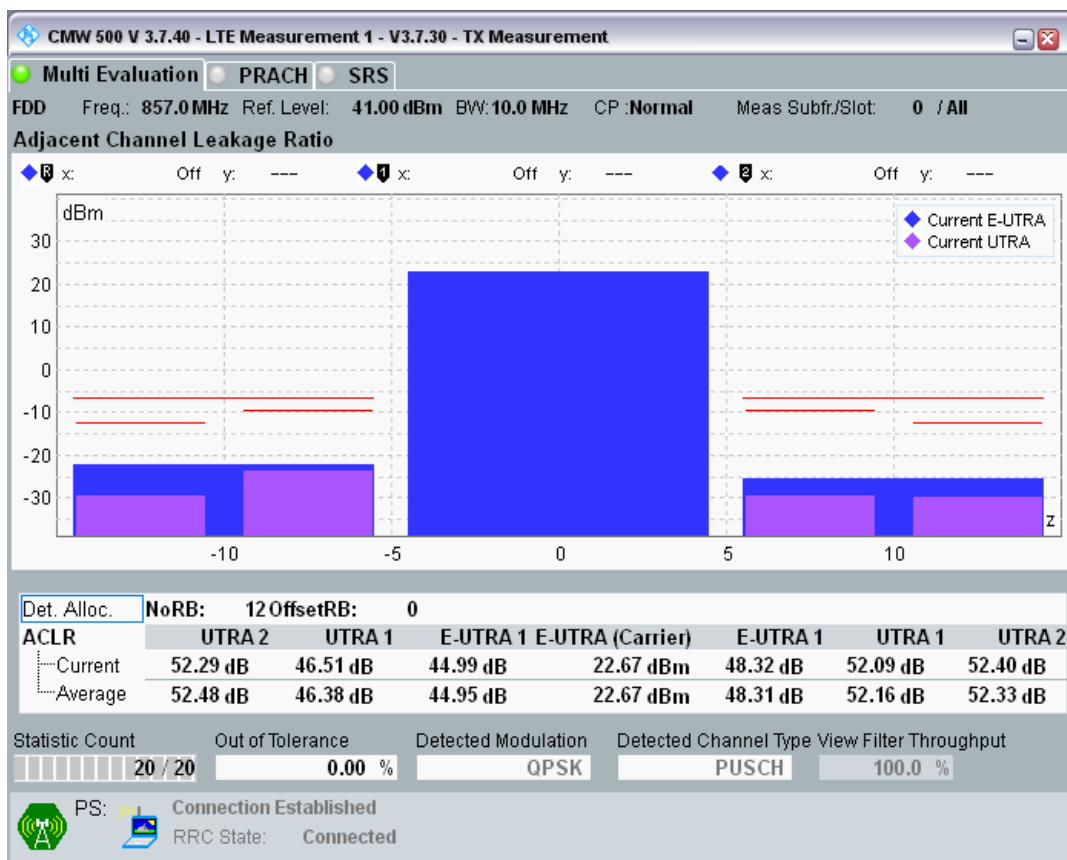 CMW 500 V 3.7.40 - LTE Measurement 1 - V3.7.30 - TX Measurement
Multi Evaluation PRACH SRS
FDD Freq.: 857.0 MHz Ref. Level: 41.00 dBm BW: 10.0 MHz CP :Normal Meas Subfr./Slot: 0 / All
Adjacent Channel Leakage Ratio
R x: Off y: --- 1 x: Off y: --- 2 x: Off y: ---
dBm
Current E-UTRA
Current UTRA
30
20
10
0
-10
-20
-30
z
-10 -5 0 5 10
Det. Alloc. NoRB: 12 OffsetRB: 0
ACLR UTRA 2 UTRA 1 E-UTRA 1 E-UTRA (Carrier) E-UTRA 1 UTRA 1 UTRA 2
Current 52.29 dB 46.51 dB 44.99 dB 22.67 dBm 48.32 dB 52.09 dB 52.40 dB
Average 52.48 dB 46.38 dB 44.95 dB 22.67 dBm 48.31 dB 52.16 dB 52.33 dB
Statistic Count Out of Tolerance Detected Modulation Detected Channel Type View Filter Throughput
20 / 20 0.00 % QPSK PUSCH 100.0 %
PS: Connection Established
RRC State: Connected